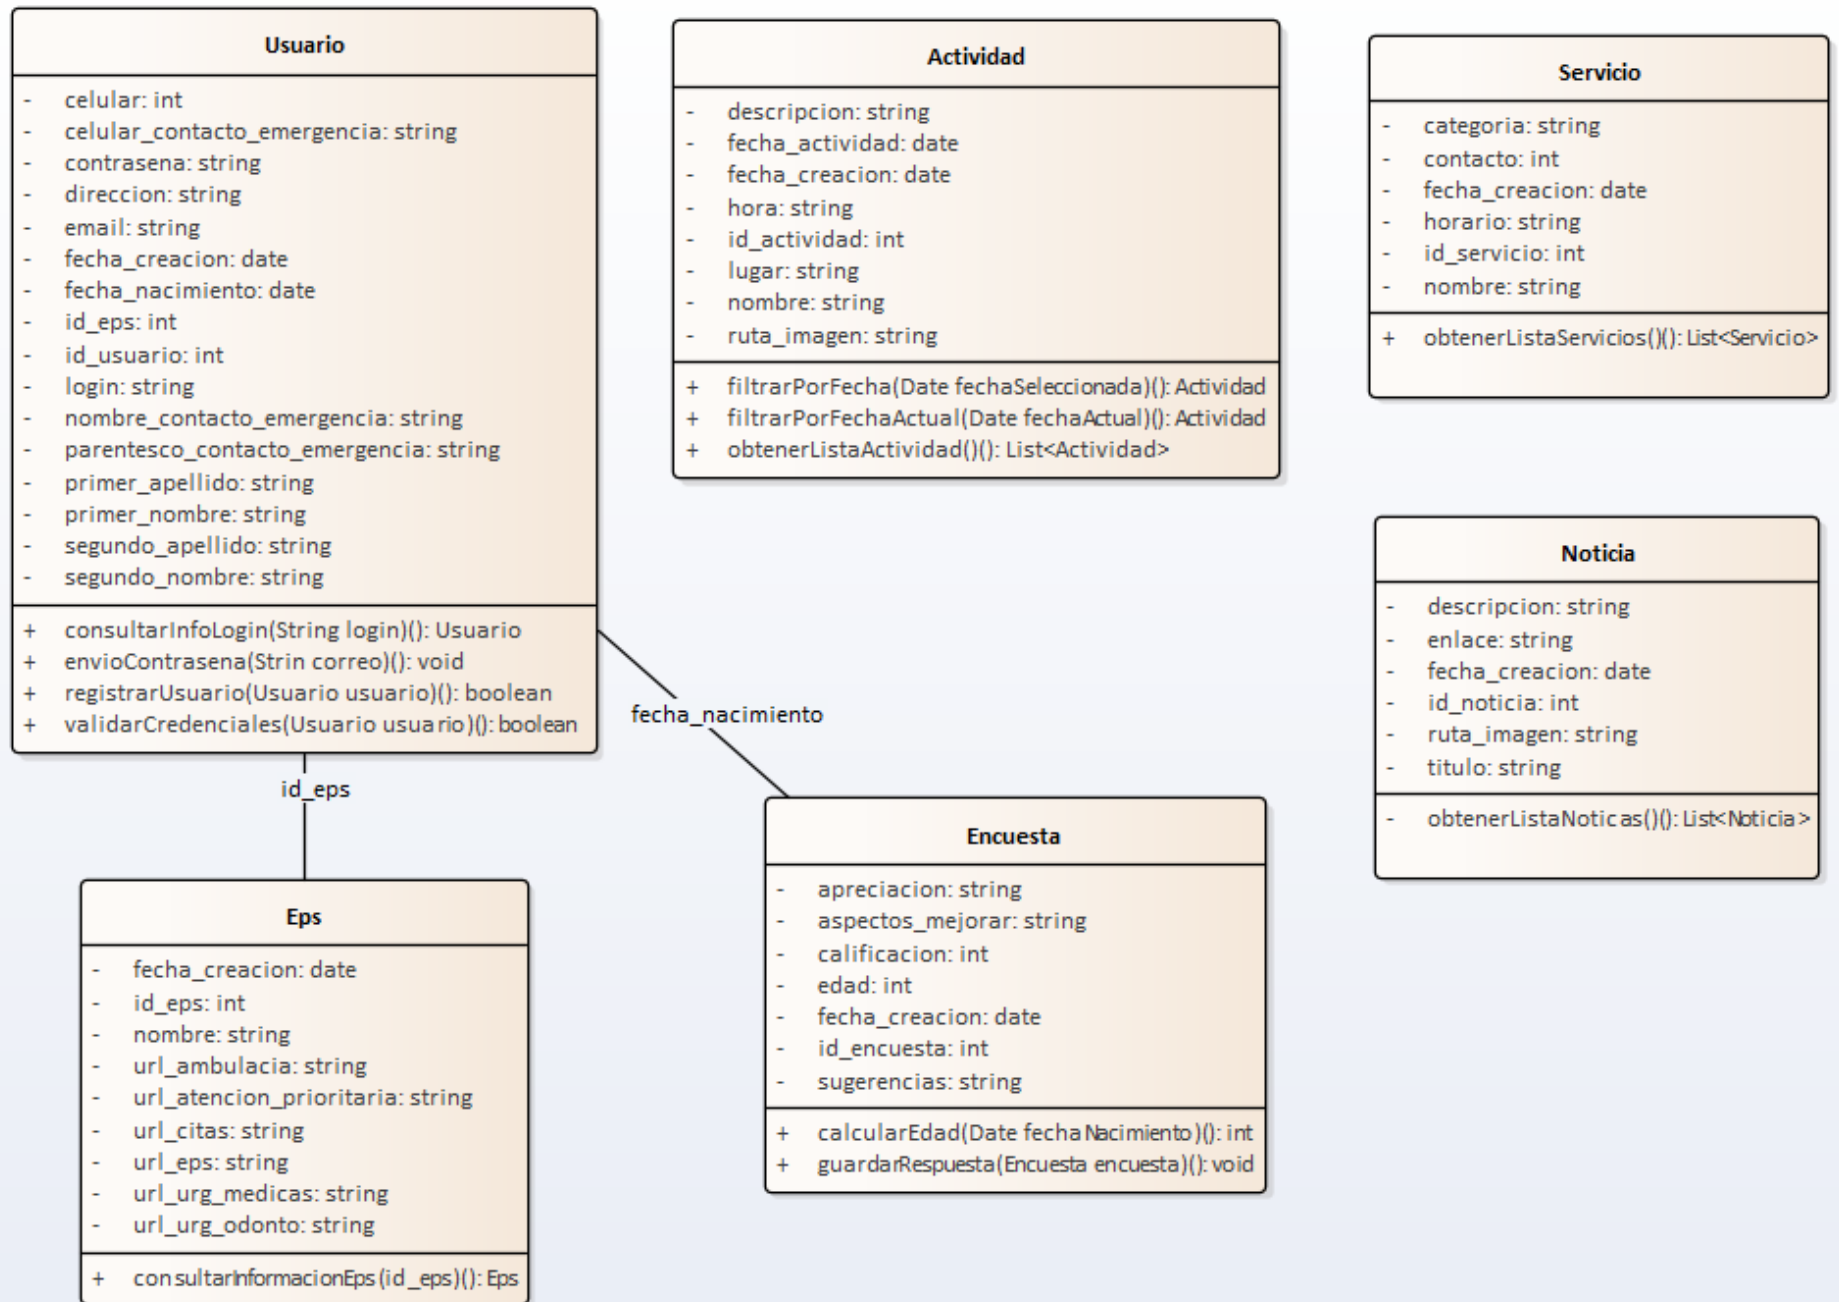 Usuario
- celular: int
- celular_contacto_emergencia: string
- contrasena: string
- direccion: string
- email: string
- fecha_creacion: date
- fecha_nacimiento: date
- id_eps: int
- id_usuario: int
- login: string
- nombre_contacto_emergencia: string
- parentesco_contacto_emergencia: string
- primer_apellido: string
- primer_nombre: string
- segundo_apellido: string
- segundo_nombre: string
+ consultarInfoLogin(String login)(): Usuario
+ envioContrasena(Strin correo)(): void
+ registrarUsuario(Usuario usuario)(): boolean
+ validarCredenciales(Usuario usuario)(): boolean
Actividad
- descripcion: string
- fecha_actividad: date
- fecha_creacion: date
- hora: string
- id_actividad: int
- lugar: string
- nombre: string
- ruta_imagen: string
+ filtrarPorFecha(Date fechaSeleccionada)(): Actividad
+ filtrarPorFechaActual(Date fechaActual)(): Actividad
+ obtenerListaActividad()(): List<Actividad>
Servicio
- categoria: string
- contacto: int
- fecha_creacion: date
- horario: string
- id_servicio: int
- nombre: string
+ obtenerListaServicios()(): List<Servicio>
Noticia
- descripcion: string
- enlace: string
- fecha_creacion: date
- id_noticia: int
- ruta_imagen: string
- titulo: string
- obtenerListaNoticas()(): List<Noticia>
fecha_nacimiento
id_eps
Eps
- fecha_creacion: date
- id_eps: int
- nombre: string
- url_ambulacia: string
- url_atencion_prioritaria: string
- url_citas: string
- url_eps: string
- url_urg_medicas: string
- url_urg_odonto: string
+ consultarInformacionEps(id_eps)(): Eps
Encuesta
- apreciacion: string
- aspectos_mejorar: string
- calificacion: int
- edad: int
- fecha_creacion: date
- id_encuesta: int
- sugerencias: string
+ calcularEdad(Date fechaNacimiento)(): int
+ guardarRespuesta(Encuesta encuesta)(): void